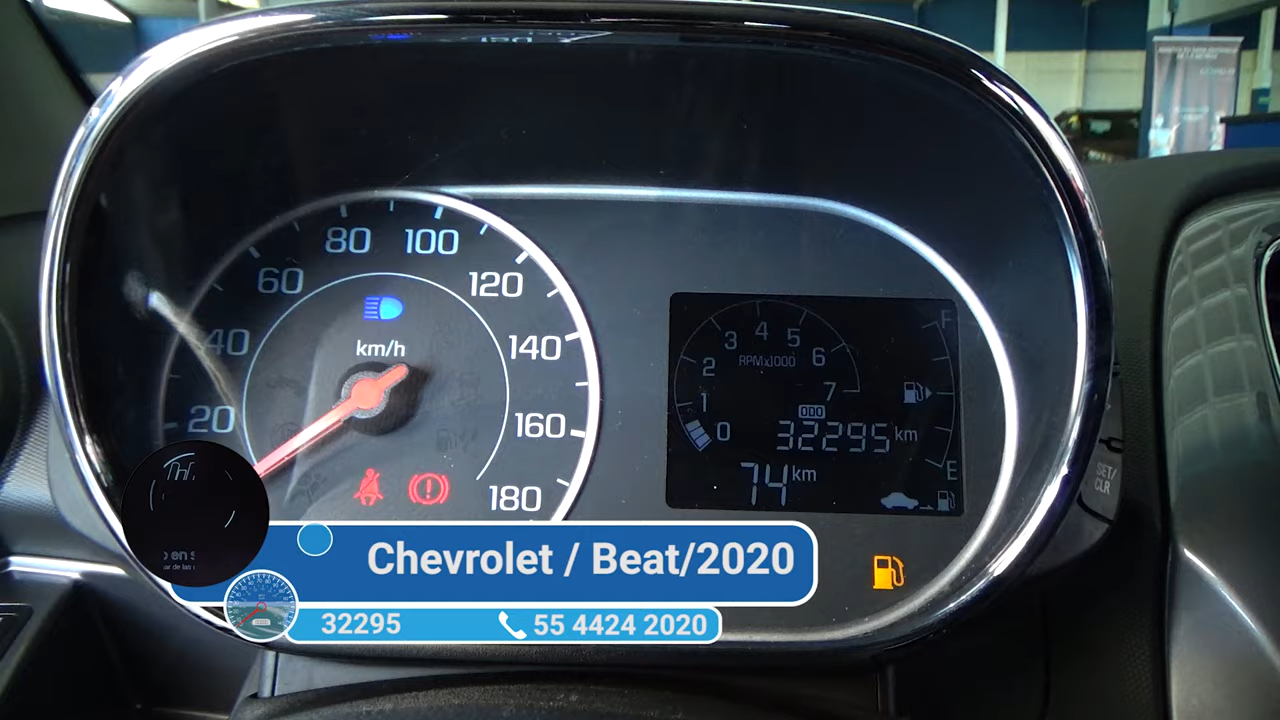 80 100
60 120
40 140
km/h
20 160
180
3 4 5
2 6
RPMx1000
1 7
0
ODO
32295 km
74 km
F
E
SET/
CLR
Chevrolet / Beat/2020
32295 55 4424 2020